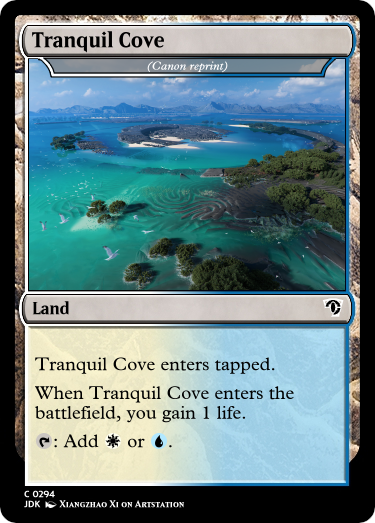 Tranquil Cove
(Canon reprint)
Land
Tranquil Cove enters tapped.
When Tranquil Cove enters the
battlefield, you gain 1 life.
: Add or .
C 0294
JDK Xiangzhao Xi on Artstation